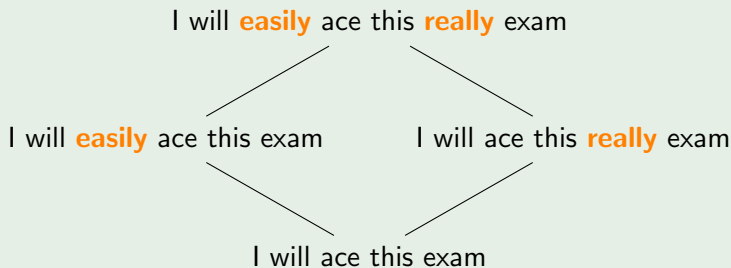 I will easily ace this really exam
I will easily ace this exam
I will ace this really exam
I will ace this exam